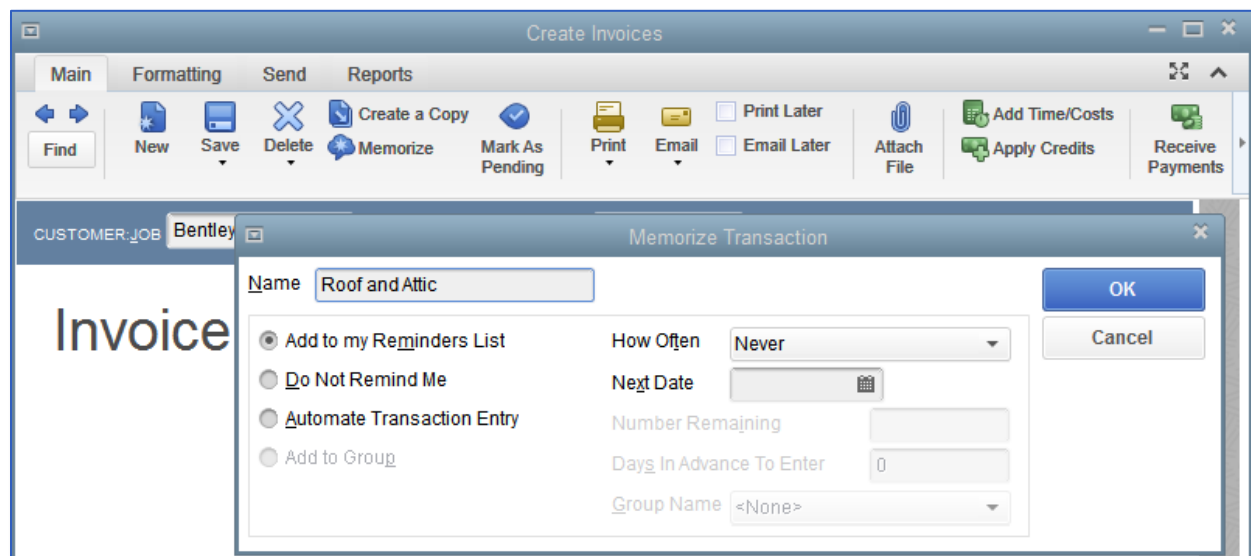 Create Invoices
Main Formatting Send Reports
Find New Save Delete Create a Copy Memorize Mark As Pending Print Email Print Later Email Later Attach File Add Time/Costs Apply Credits Receive Payments
CUSTOMER:JOB Bentley
Invoice
Memorize Transaction
Name Roof and Attic OK
Add to my Reminders List How Often Never Cancel
Do Not Remind Me Next Date
Automate Transaction Entry Number Remaining
Add to Group Days In Advance To Enter 0
Group Name <None>